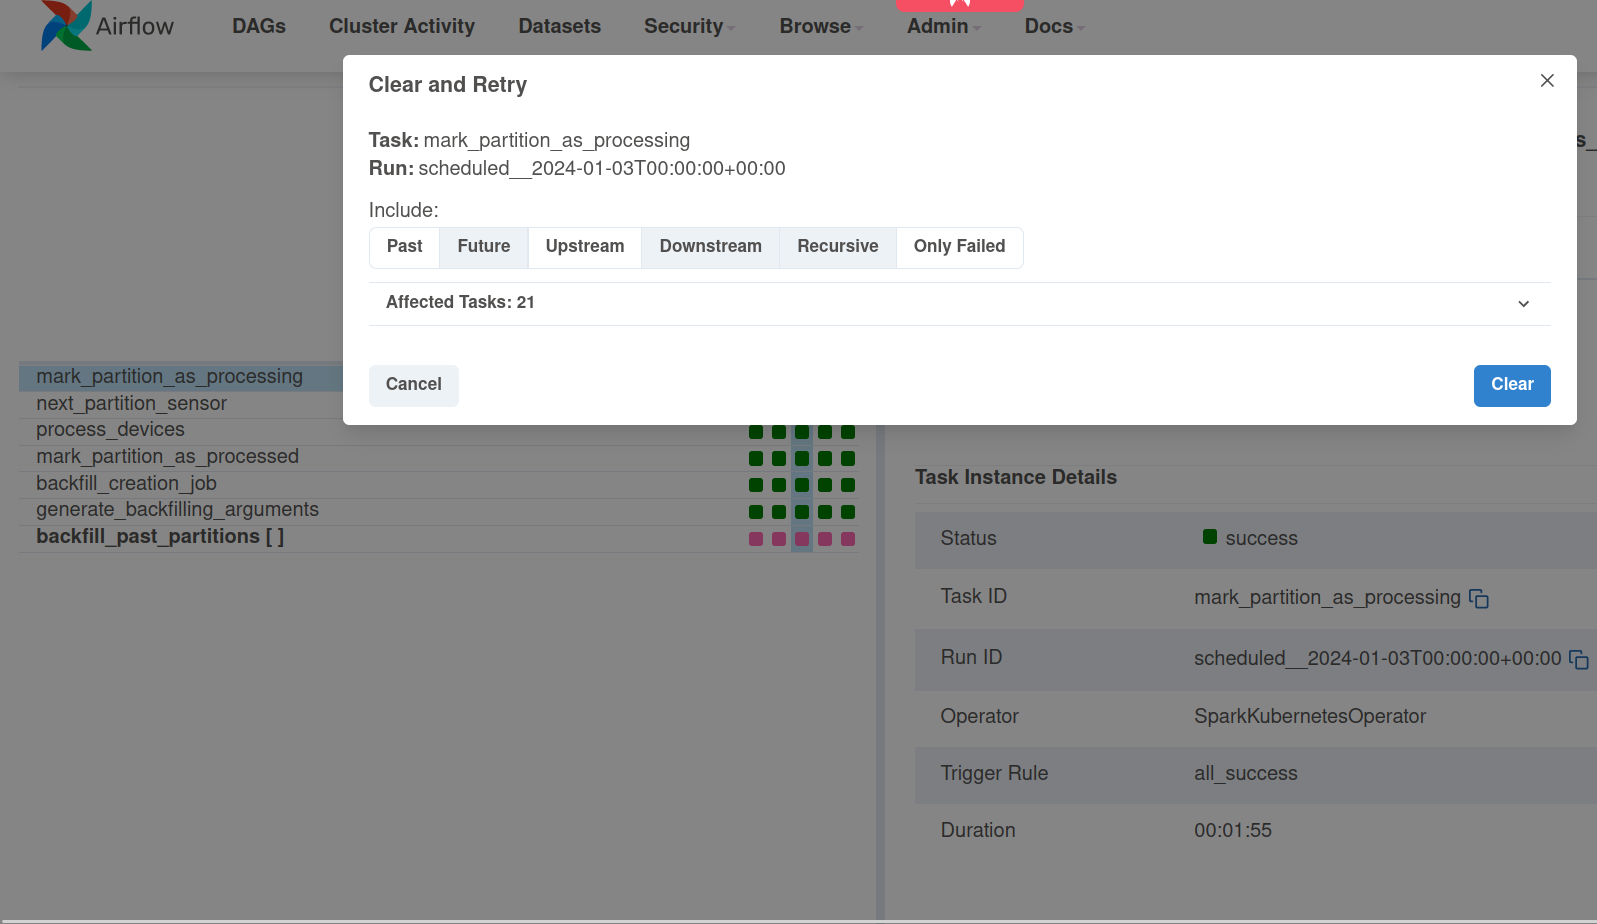 Airflow DAGs Cluster Activity Datasets Security Browse Admin Docs
Clear and Retry
Task: mark_partition_as_processing
Run: scheduled__2024-01-03T00:00:00+00:00
Include:
Past Future Upstream Downstream Recursive Only Failed
Affected Tasks: 21
Cancel Clear
mark_partition_as_processing
next_partition_sensor
process_devices
mark_partition_as_processed
backfill_creation_job
generate_backfilling_arguments
backfill_past_partitions [ ]
Task Instance Details
Status success
Task ID mark_partition_as_processing
Run ID scheduled__2024-01-03T00:00:00+00:00
Operator SparkKubernetesOperator
Trigger Rule all_success
Duration 00:01:55